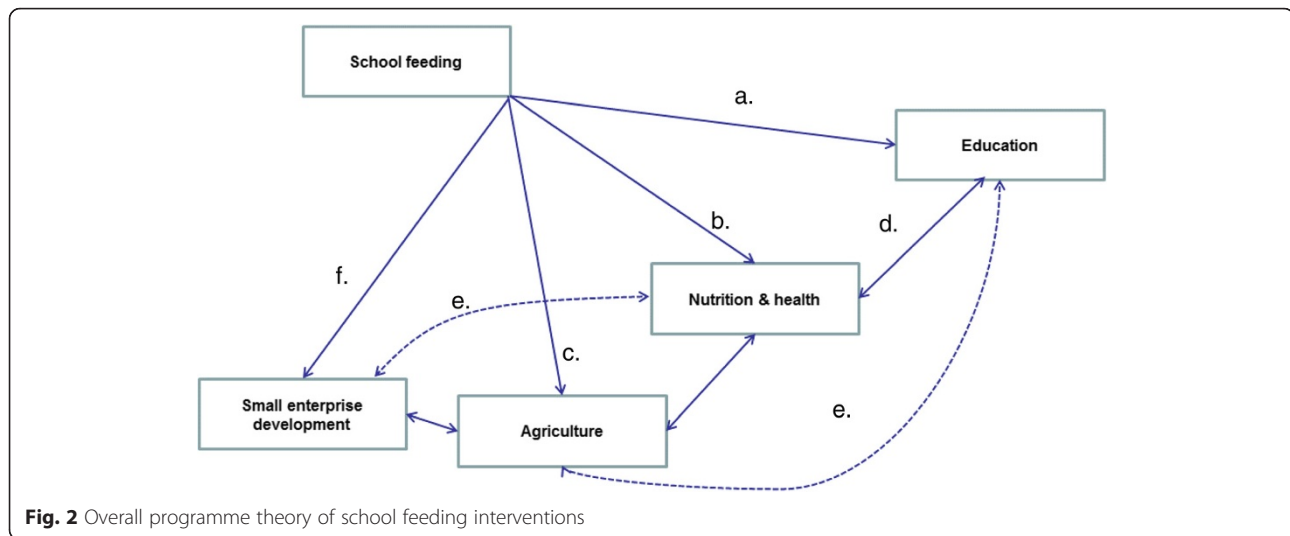 School feeding
a.
Education
b.
d.
f.
Nutrition & health
e.
c.
Small enterprise
development
Agriculture
e.
Fig. 2 Overall programme theory of school feeding interventions